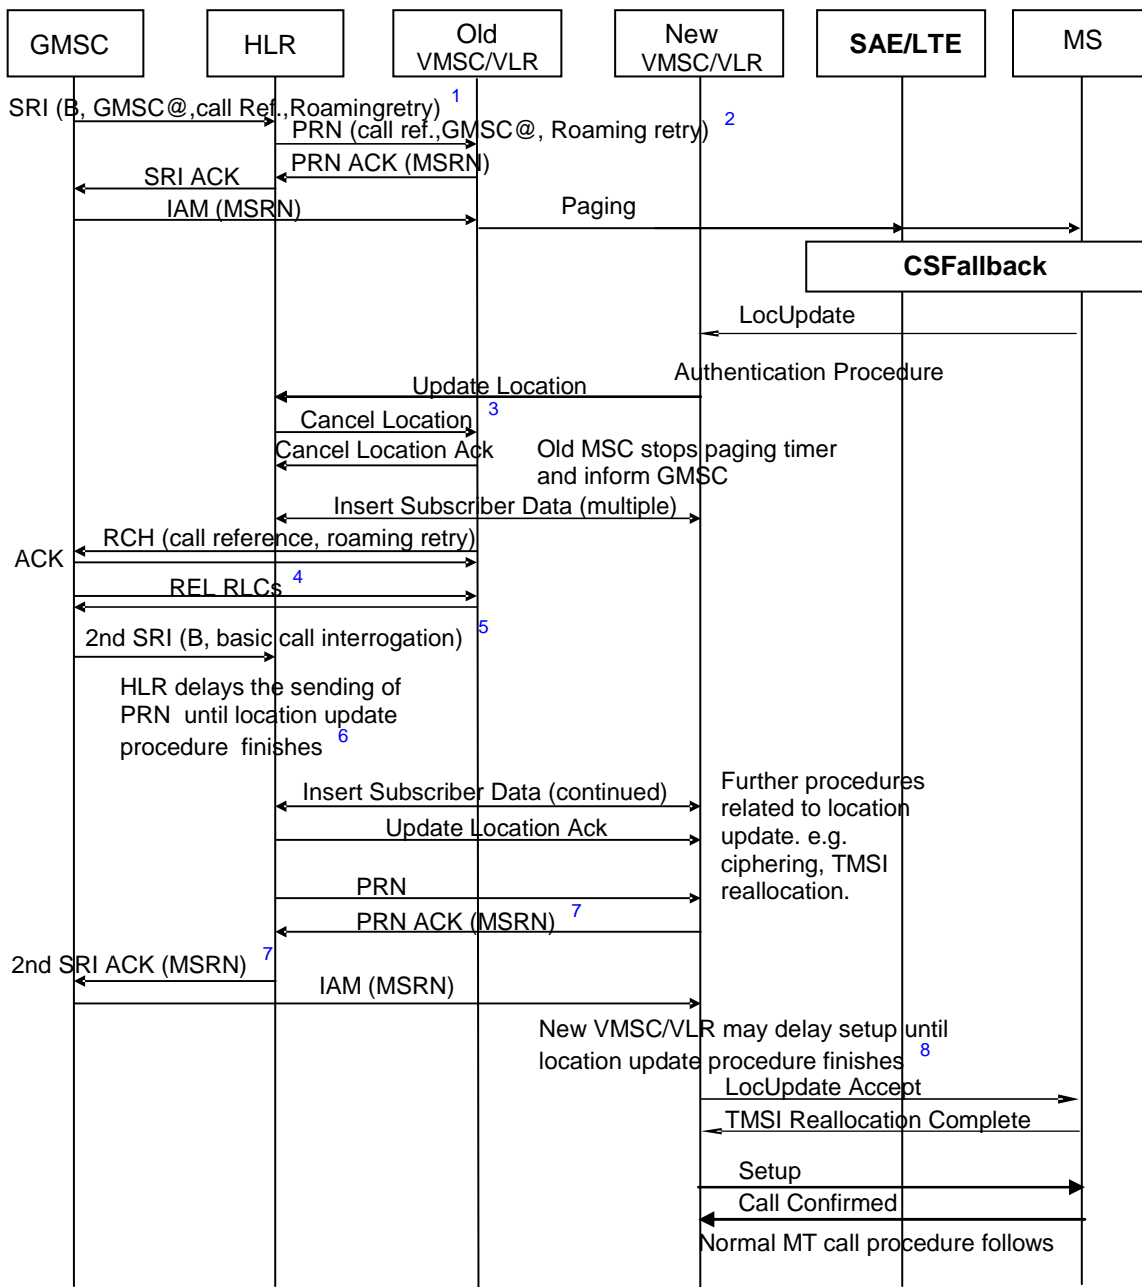 GMSC
HLR
Old
VMSC/VLR
New
VMSC/VLR
SAE/LTE
MS
SRI (B, GMSC@,call Ref.,Roamingretry) 1
PRN (call ref.,GMSC@, Roaming retry) 2
PRN ACK (MSRN)
SRI ACK
IAM (MSRN)
Paging
CSFallback
LocUpdate
Authentication Procedure
Update Location
Cancel Location 3
Cancel Location Ack
Old MSC stops paging timer
and inform GMSC
Insert Subscriber Data (multiple)
RCH (call reference, roaming retry)
ACK
REL RLCs 4
2nd SRI (B, basic call interrogation) 5
HLR delays the sending of
PRN until location update
procedure finishes 6
Insert Subscriber Data (continued)
Update Location Ack
Further procedures
related to location
update. e.g.
ciphering, TMSI
reallocation.
PRN
PRN ACK (MSRN) 7
2nd SRI ACK (MSRN) 7
IAM (MSRN)
New VMSC/VLR may delay setup until
location update procedure finishes 8
LocUpdate Accept
TMSI Reallocation Complete
Setup
Call Confirmed
Normal MT call procedure follows